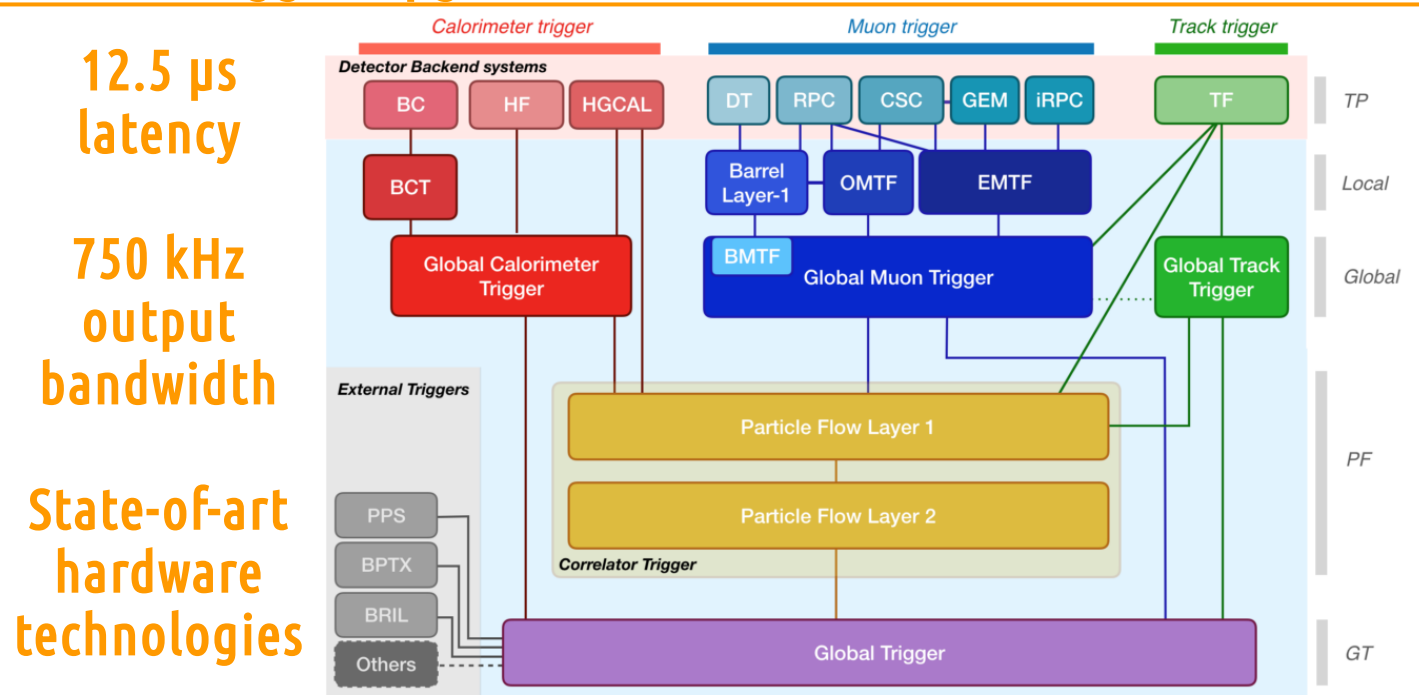 12.5 µs
latency
750 kHz
output
bandwidth
State-of-art
hardware
technologies
Calorimeter trigger
Muon trigger
Track trigger
Detector Backend systems
BC
HF
HGCAL
DT
RPC
CSC
GEM
iRPC
TF
TP
BCT
Barrel
Layer-1
OMTF
EMTF
Local
Global Calorimeter
Trigger
BMTF
Global Muon Trigger
Global Track
Trigger
Global
External Triggers
Particle Flow Layer 1
Particle Flow Layer 2
Correlator Trigger
PF
PPS
BPTX
BRIL
Others
Global Trigger
GT